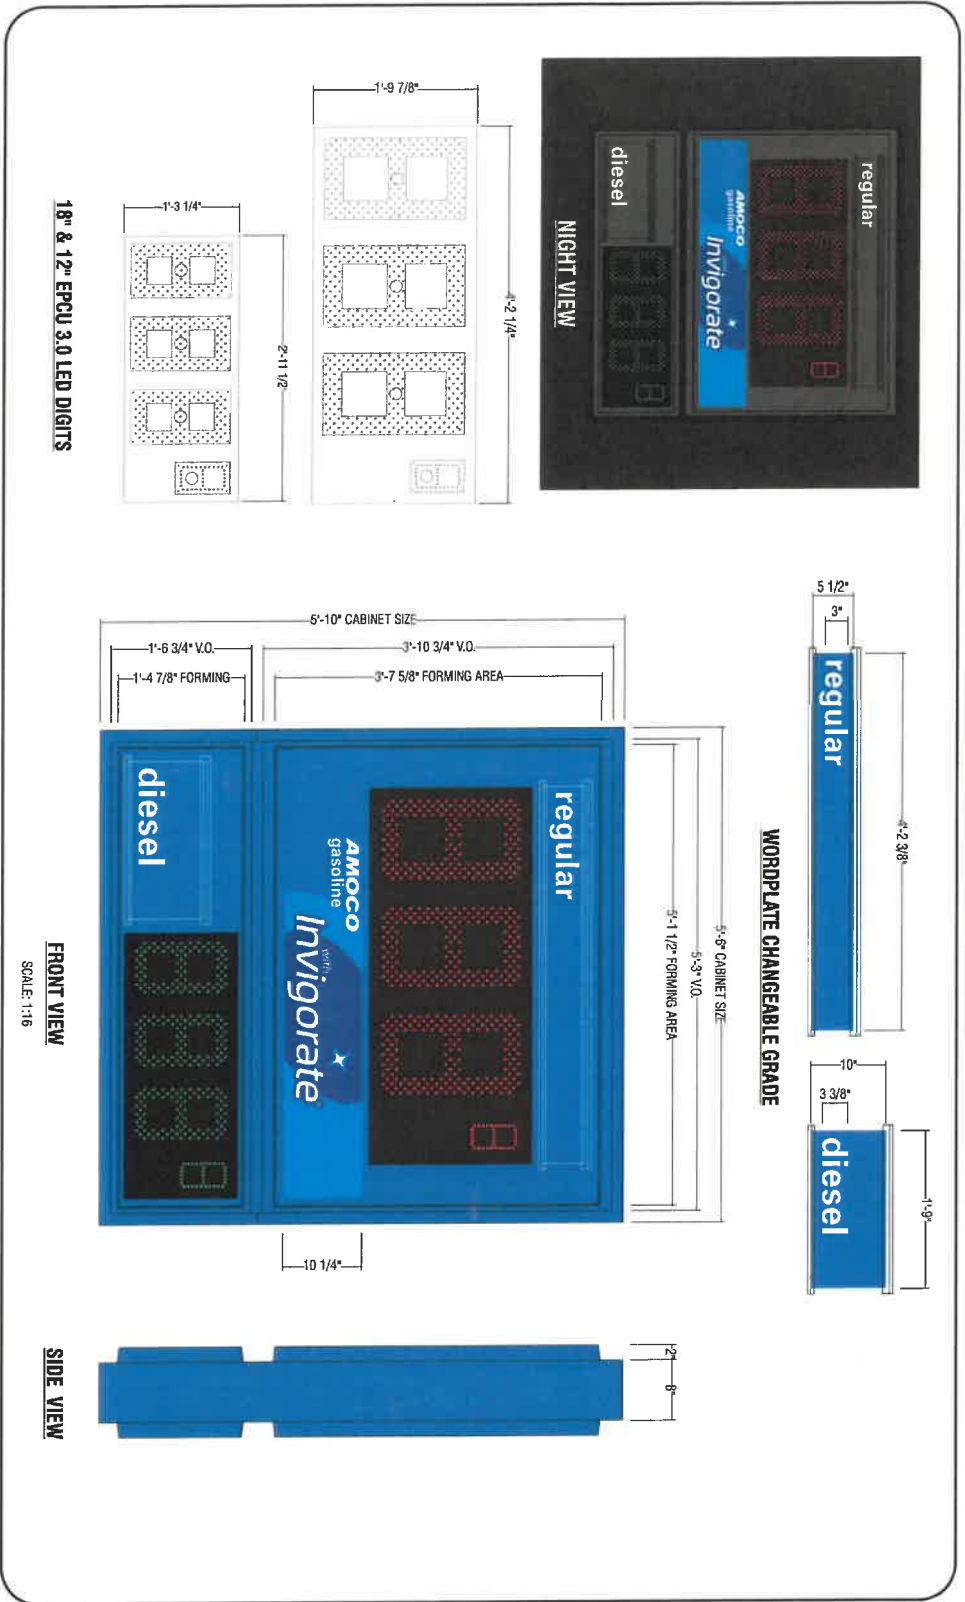 regular
AMOCO
gasoline
Invigorate
diesel
NIGHT VIEW
1'-9 7/8"
4'-2 1/4"
1'-3 1/4"
2'-11 1/2"
18" & 12" EPCU 3.0 LED DIGITS
5 1/2"
3"
regular
4'-2 3/8"
10"
3 3/8"
diesel
1'-9"
WORDPLATE CHANGEABLE GRADE
5'-10" CABINET SIZE
1'-6 3/4" V.O.
3'-10 3/4" V.O.
1'-4 7/8" FORMING
3'-7 5/8" FORMING AREA
5'-6" CABINET SIZE
5'-3" V.O.
5'-1 1/2" FORMING AREA
regular
AMOCO
gasoline
with
Invigorate
diesel
10 1/4"
FRONT VIEW
SCALE: 1:16
2"
8"
SIDE VIEW